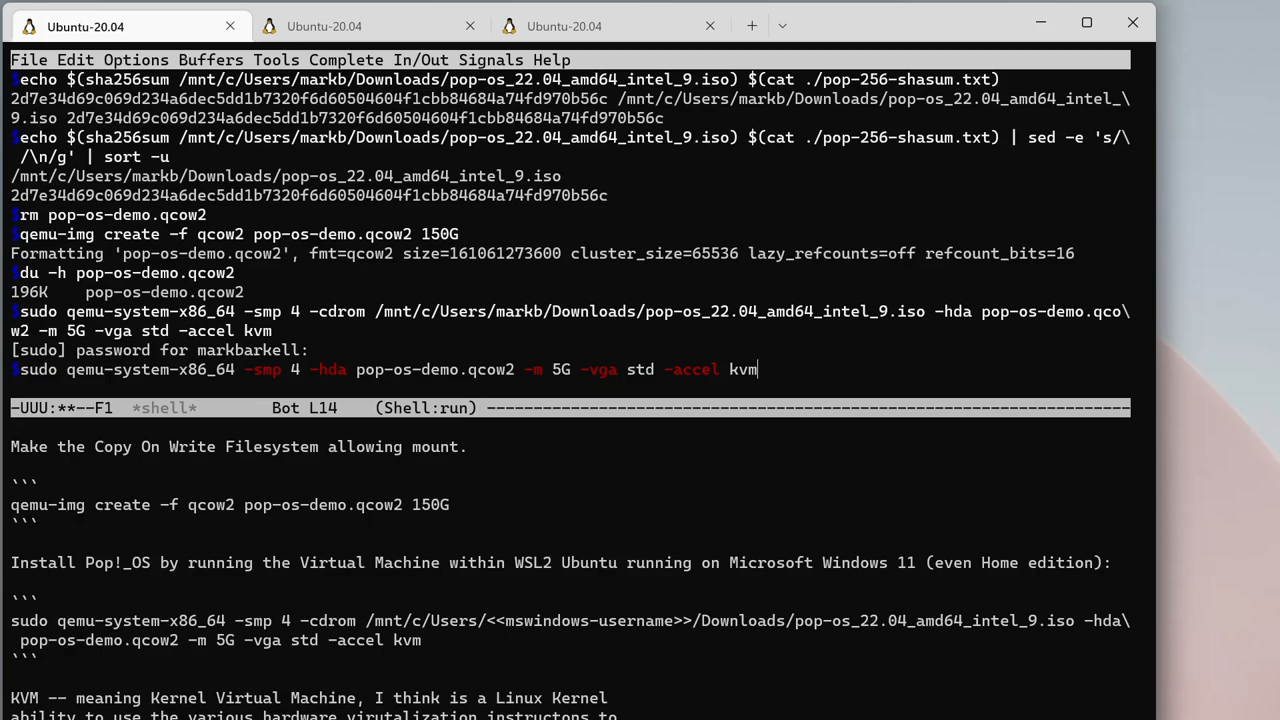 Ubuntu-20.04
Ubuntu-20.04
Ubuntu-20.04
File Edit Options Buffers Tools Complete In/Out Signals Help
$echo $(sha256sum /mnt/c/Users/markb/Downloads/pop-os_22.04_amd64_intel_9.iso) $(cat ./pop-256-shasum.txt)
2d7e34d69c069d234a6dec5dd1b7320f6d60504604f1cbb84684a74fd970b56c /mnt/c/Users/markb/Downloads/pop-os_22.04_amd64_intel_\
9.iso 2d7e34d69c069d234a6dec5dd1b7320f6d60504604f1cbb84684a74fd970b56c
$echo $(sha256sum /mnt/c/Users/markb/Downloads/pop-os_22.04_amd64_intel_9.iso) $(cat ./pop-256-shasum.txt) | sed -e 's/\
 /\n/g' | sort -u
/mnt/c/Users/markb/Downloads/pop-os_22.04_amd64_intel_9.iso
2d7e34d69c069d234a6dec5dd1b7320f6d60504604f1cbb84684a74fd970b56c
$rm pop-os-demo.qcow2
$qemu-img create -f qcow2 pop-os-demo.qcow2 150G
Formatting 'pop-os-demo.qcow2', fmt=qcow2 size=161061273600 cluster_size=65536 lazy_refcounts=off refcount_bits=16
$du -h pop-os-demo.qcow2
196K    pop-os-demo.qcow2
$sudo qemu-system-x86_64 -smp 4 -cdrom /mnt/c/Users/markb/Downloads/pop-os_22.04_amd64_intel_9.iso -hda pop-os-demo.qco\
w2 -m 5G -vga std -accel kvm
[sudo] password for markbarkell:
$sudo qemu-system-x86_64 -smp 4 -hda pop-os-demo.qcow2 -m 5G -vga std -accel kvm
-UUU:**--F1  *shell*        Bot L14    (Shell:run) ---------------------------------------------------------------------
Make the Copy On Write Filesystem allowing mount.
```
qemu-img create -f qcow2 pop-os-demo.qcow2 150G
```
Install Pop!_OS by running the Virtual Machine within WSL2 Ubuntu running on Microsoft Windows 11 (even Home edition):
```
sudo qemu-system-x86_64 -smp 4 -cdrom /mnt/c/Users/<<mswindows-username>>/Downloads/pop-os_22.04_amd64_intel_9.iso -hda\
 pop-os-demo.qcow2 -m 5G -vga std -accel kvm
```
KVM -- meaning Kernel Virtual Machine, I think is a Linux Kernel
ability to use the various hardware virutalization instructons to